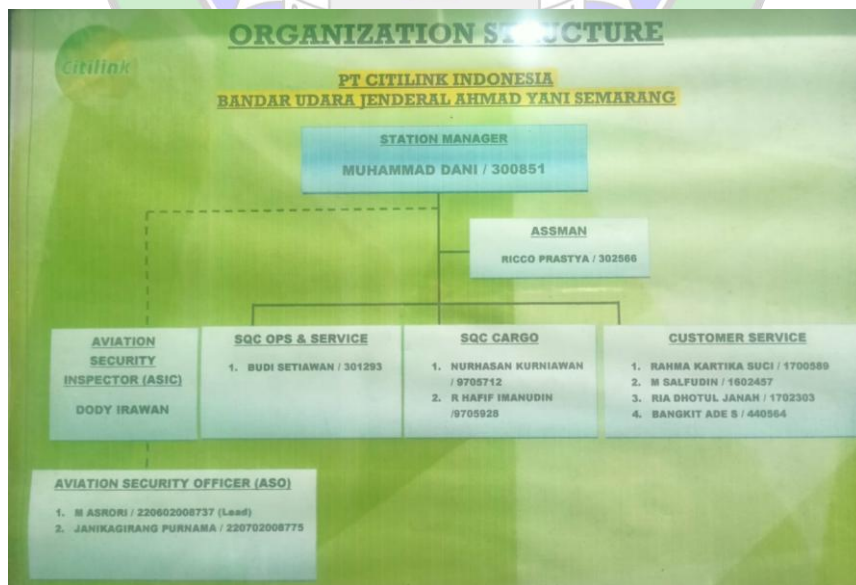 ORGANIZATION STRUCTURE
Citilink
PT CITILINK INDONESIA
BANDAR UDARA JENDERAL AHMAD YANI SEMARANG
STATION MANAGER
MUHAMMAD DANI / 300851
ASSMAN
RICCO PRASTYA / 302566
AVIATION
SECURITY
INSPECTOR (ASIC)
DODY IRAWAN
SQC OPS & SERVICE
1. BUDI SETIAWAN / 301293
SQC CARGO
1. NURHASAN KURNIAWAN
/ 9705712
2. R HAFIF IMANUDIN
/9705928
CUSTOMER SERVICE
1. RAHMA KARTIKA SUCI / 1700589
2. M SALFUDIN / 1602457
3. RIA DHOTUL JANAH / 1702303
4. BANGKIT ADE S / 440564
AVIATION SECURITY OFFICER (ASO)
1. M ASRORI / 220602008737 (Lead)
2. JANIKAGIRANG PURNAMA / 220702008775